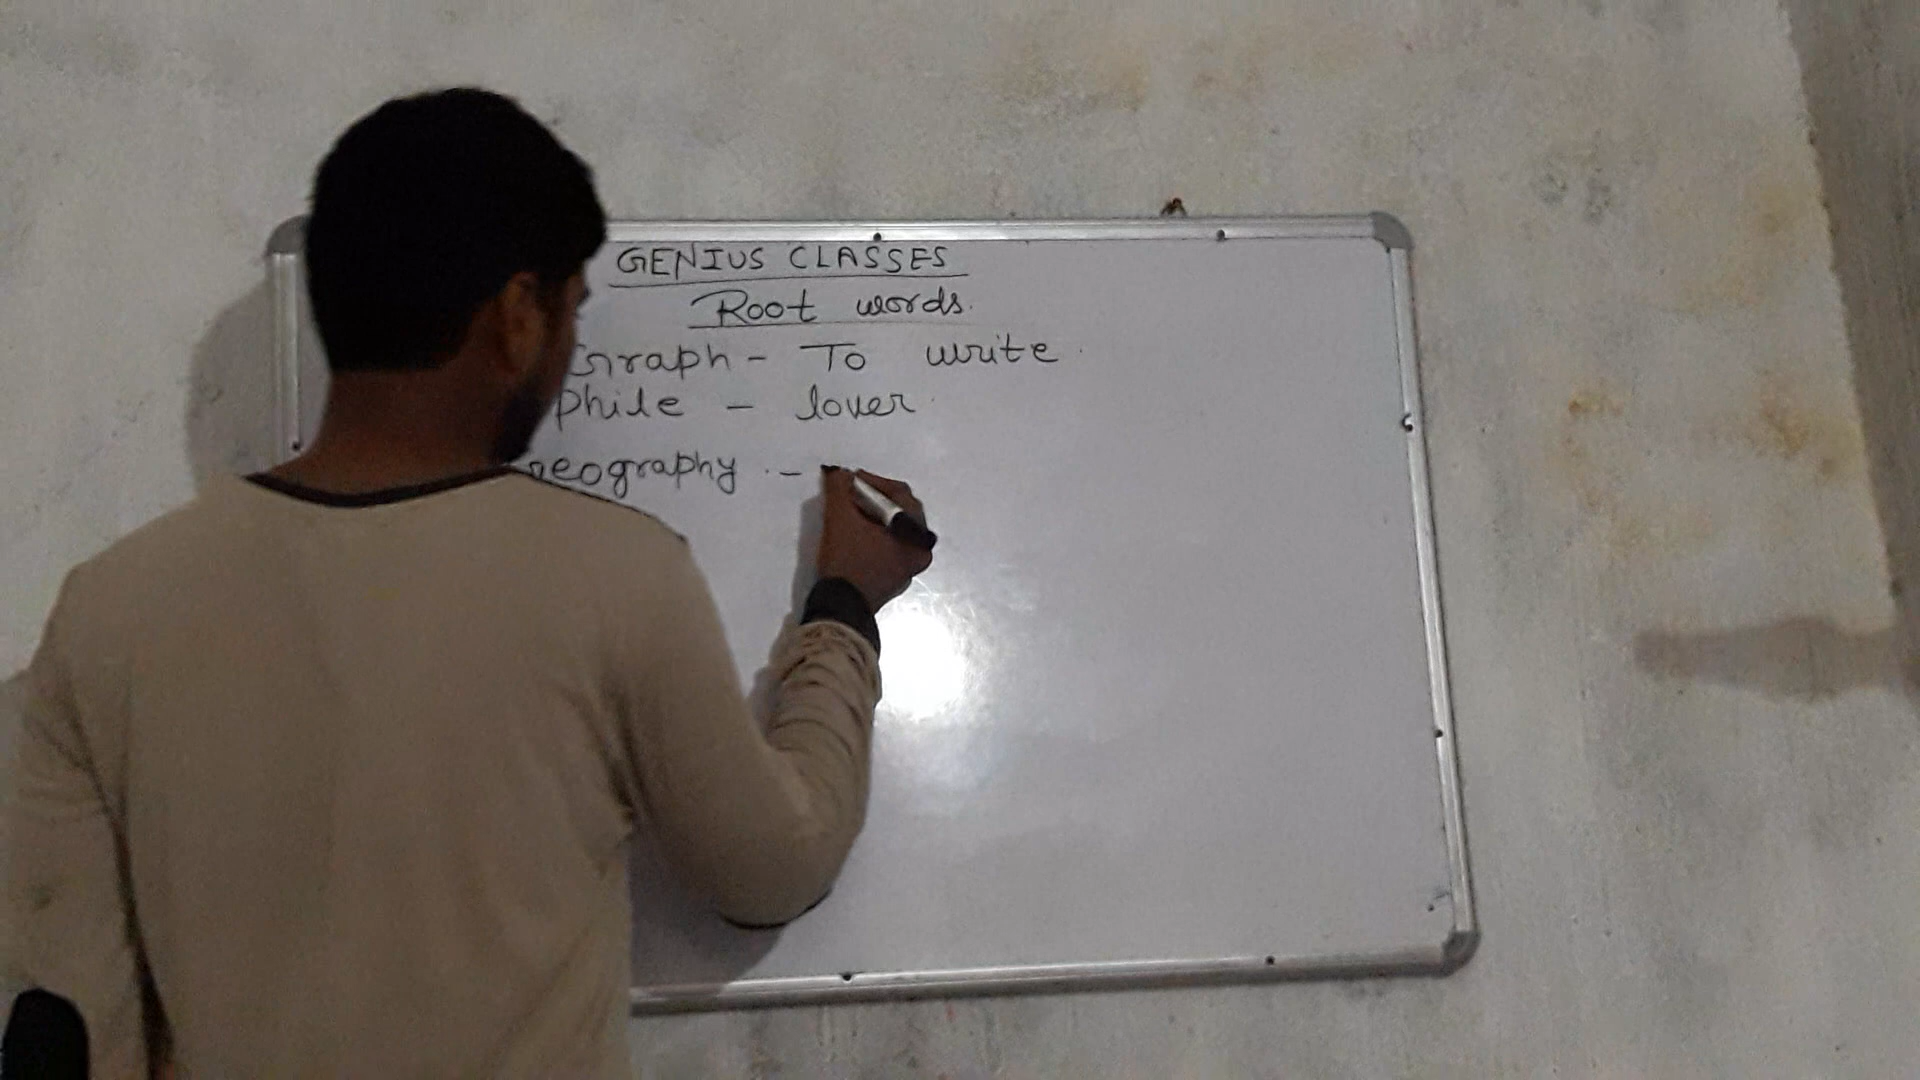 GENIUS CLASSES
Root words.
Graph - To write
Phile - lover
geography -